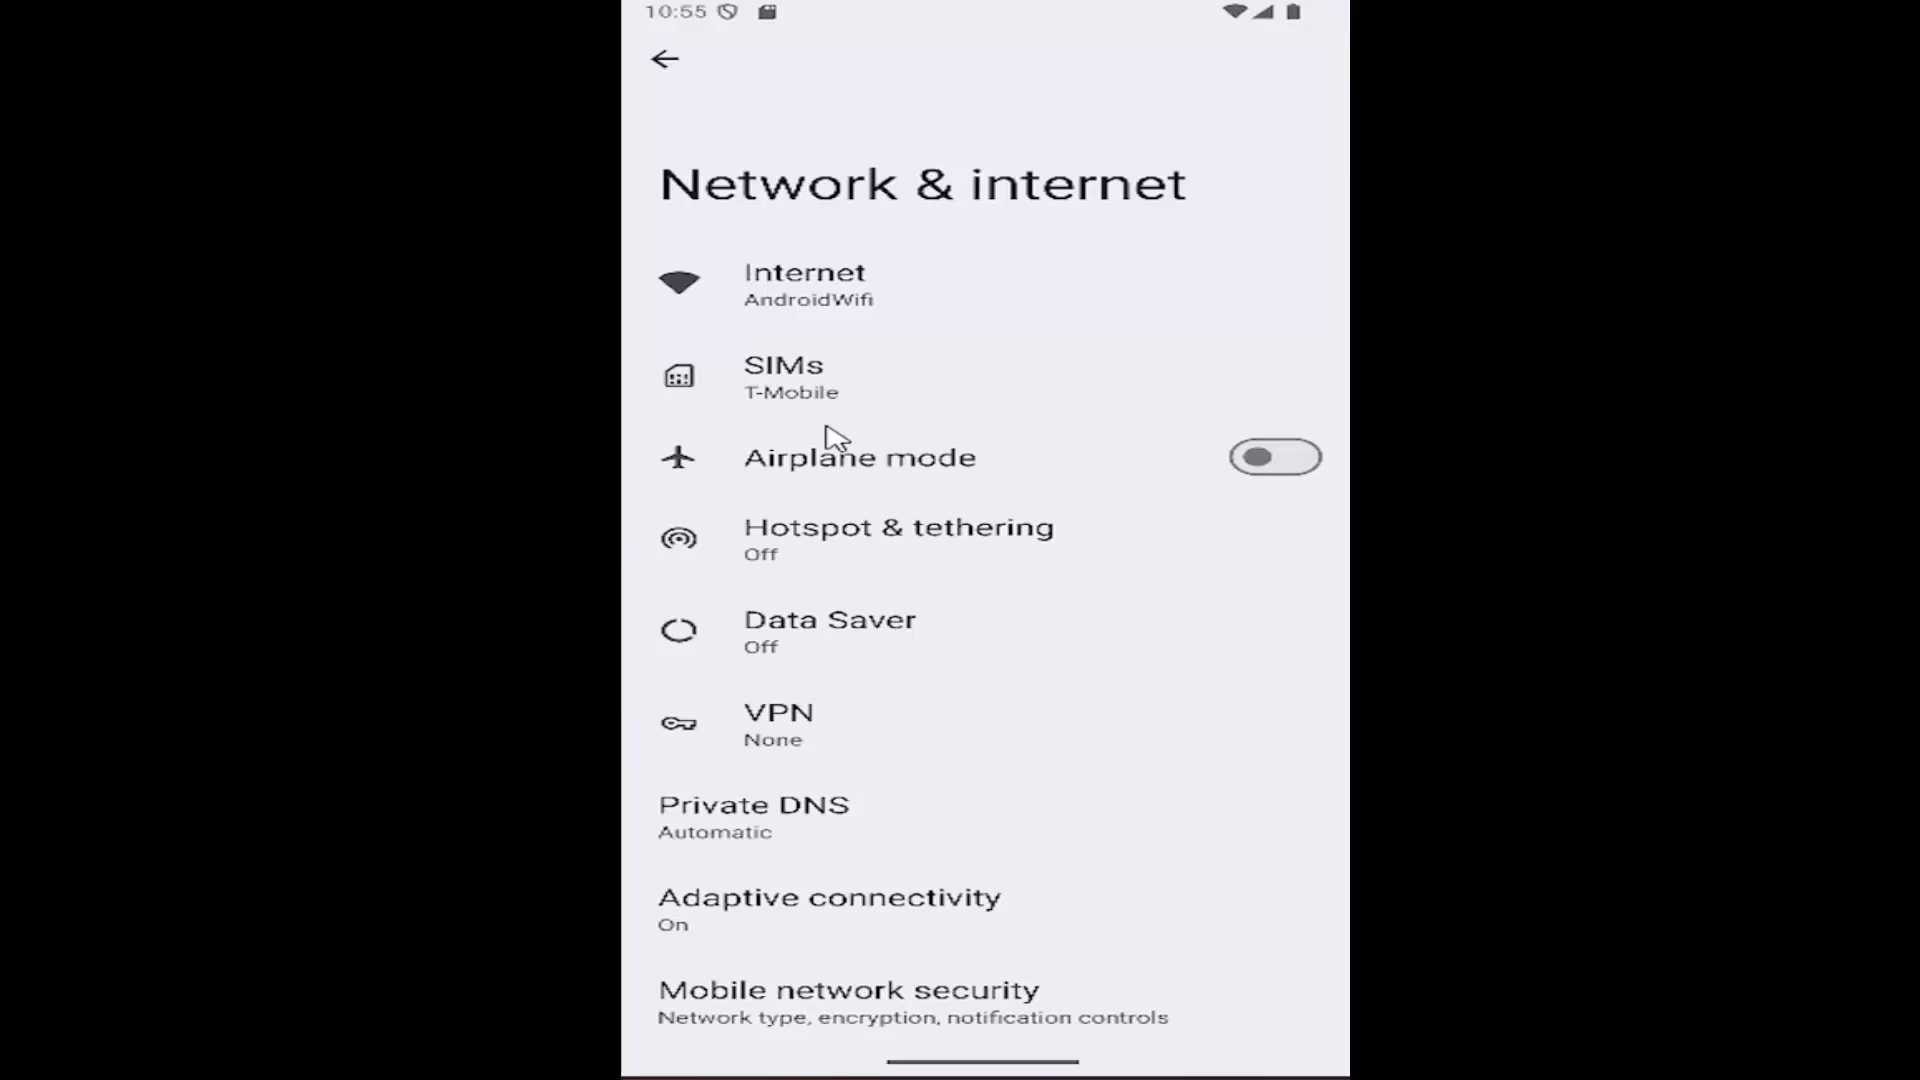 10:55
Network & internet
Internet
AndroidWifi
SIMs
T-Mobile
Airplane mode
Hotspot & tethering
Off
Data Saver
Off
VPN
None
Private DNS
Automatic
Adaptive connectivity
On
Mobile network security
Network type, encryption, notification controls